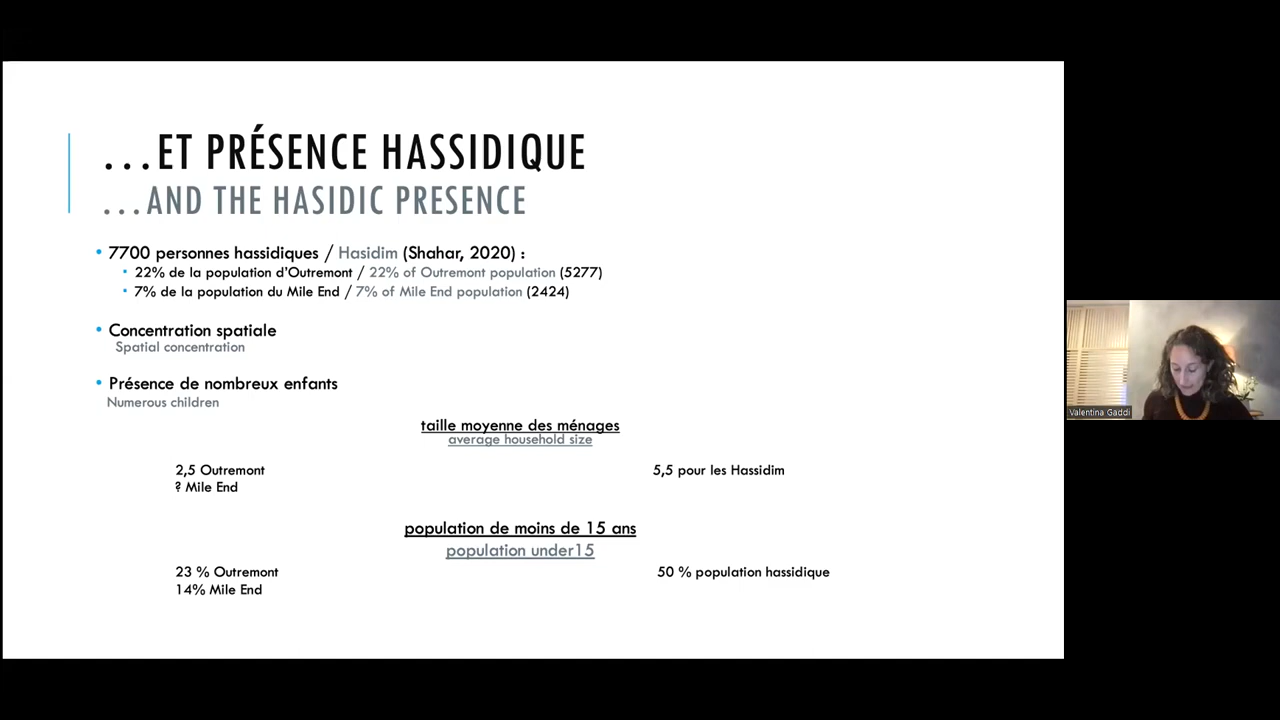 ...ET PRÉSENCE HASSIDIQUE
...AND THE HASIDIC PRESENCE
• 7700 personnes hassidiques / Hasidim (Shahar, 2020) :
• 22% de la population d'Outremont / 22% of Outremont population (5277)
• 7% de la population du Mile End / 7% of Mile End population (2424)
• Concentration spatiale
Spatial concentration
• Présence de nombreux enfants
Numerous children
taille moyenne des ménages
average household size
2,5 Outremont
? Mile End
5,5 pour les Hassidim
population de moins de 15 ans
population under15
23 % Outremont
14% Mile End
50 % population hassidique
Valentina Gaddi